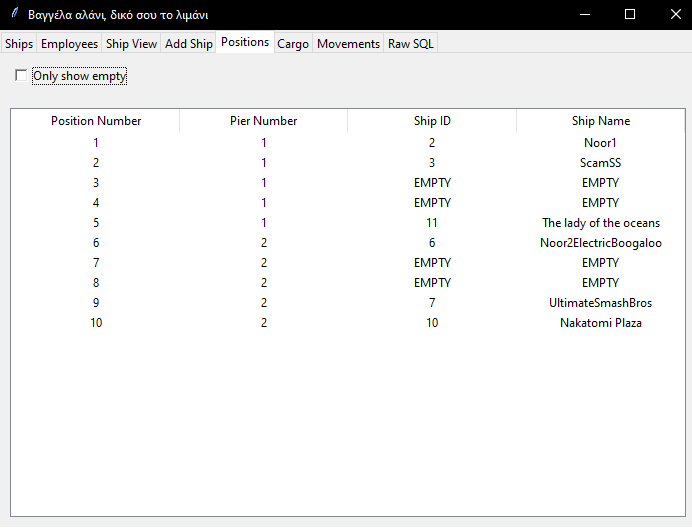 Βαγγέλα αλάνι, δικό σου το λιμάνι
Ships Employees Ship View Add Ship Positions Cargo Movements Raw SQL
Only show empty
Position Number Pier Number Ship ID Ship Name
1 1 2 Noor1
2 1 3 ScamSS
3 1 EMPTY EMPTY
4 1 EMPTY EMPTY
5 1 11 The lady of the oceans
6 2 6 Noor2ElectricBoogaloo
7 2 EMPTY EMPTY
8 2 EMPTY EMPTY
9 2 7 UltimateSmashBros
10 2 10 Nakatomi Plaza